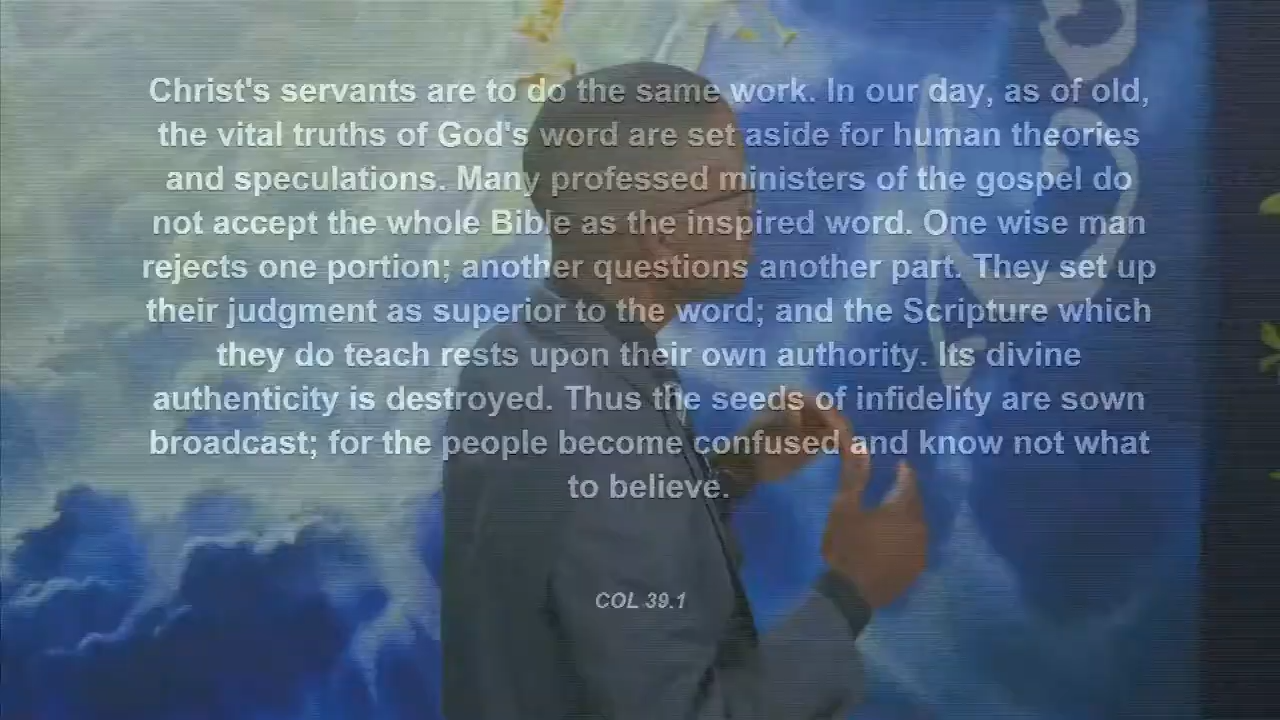 Christ's servants are to do the same work. In our day, as of old,
the vital truths of God's word are set aside for human theories
and speculations. Many professed ministers of the gospel do
not accept the whole Bible as the inspired word. One wise man
rejects one portion; another questions another part. They set up
their judgment as superior to the word; and the Scripture which
they do teach rests upon their own authority. Its divine
authenticity is destroyed. Thus the seeds of infidelity are sown
broadcast; for the people become confused and know not what
to believe.
COL 39.1